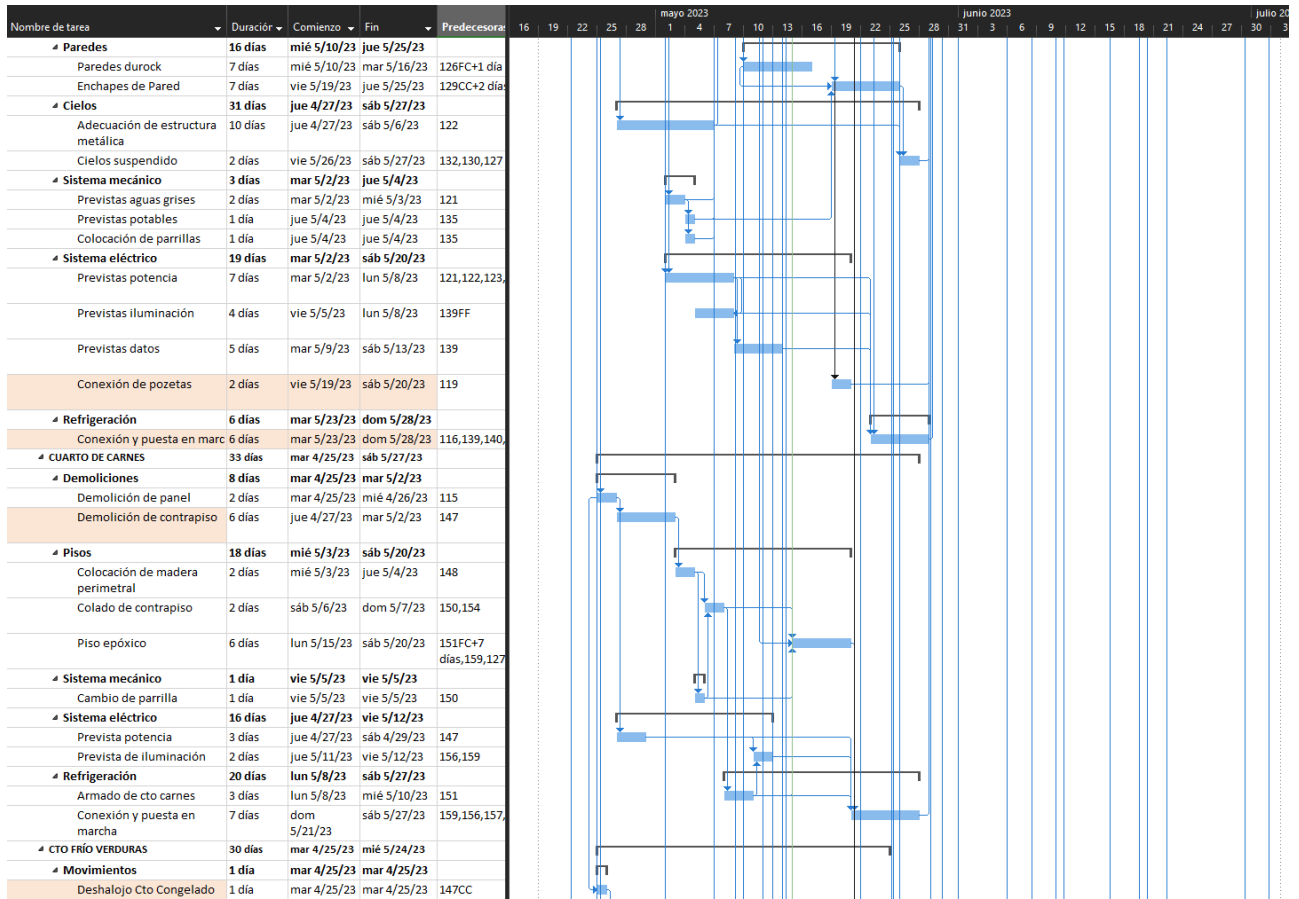 mayo 2023 junio 2023 julio 20
Nombre de tarea Duración Comienzo Fin Predecesoras 16 19 22 25 28 1 4 7 10 13 16 19 22 25 28 31 3 6 9 12 15 18 21 24 27 30 3
Paredes 16 días mié 5/10/23 jue 5/25/23
Paredes durock 7 días mié 5/10/23 mar 5/16/23 126FC+1 día
Enchapes de Pared 7 días vie 5/19/23 jue 5/25/23 129CC+2 días
Cielos 31 días jue 4/27/23 sáb 5/27/23
Adecuación de estructura 10 días jue 4/27/23 sáb 5/6/23 122
metálica
Cielos suspendido 2 días vie 5/26/23 sáb 5/27/23 132,130,127
Sistema mecánico 3 días mar 5/2/23 jue 5/4/23
Previstas aguas grises 2 días mar 5/2/23 mié 5/3/23 121
Previstas potables 1 día jue 5/4/23 jue 5/4/23 135
Colocación de parrillas 1 día jue 5/4/23 jue 5/4/23 135
Sistema eléctrico 19 días mar 5/2/23 sáb 5/20/23
Previstas potencia 7 días mar 5/2/23 lun 5/8/23 121,122,123,
Previstas iluminación 4 días vie 5/5/23 lun 5/8/23 139FF
Previstas datos 5 días mar 5/9/23 sáb 5/13/23 139
Conexión de pozetas 2 días vie 5/19/23 sáb 5/20/23 119
Refrigeración 6 días mar 5/23/23 dom 5/28/23
Conexión y puesta en marc 6 días mar 5/23/23 dom 5/28/23 116,139,140,
CUARTO DE CARNES 33 días mar 4/25/23 sáb 5/27/23
Demoliciones 8 días mar 4/25/23 mar 5/2/23
Demolición de panel 2 días mar 4/25/23 mié 4/26/23 115
Demolición de contrapiso 6 días jue 4/27/23 mar 5/2/23 147
Pisos 18 días mié 5/3/23 sáb 5/20/23
Colocación de madera 2 días mié 5/3/23 jue 5/4/23 148
perimetral
Colado de contrapiso 2 días sáb 5/6/23 dom 5/7/23 150,154
Piso epóxico 6 días lun 5/15/23 sáb 5/20/23 151FC+7
días,159,127
Sistema mecánico 1 día vie 5/5/23 vie 5/5/23
Cambio de parrilla 1 día vie 5/5/23 vie 5/5/23 150
Sistema eléctrico 16 días jue 4/27/23 vie 5/12/23
Prevista potencia 3 días jue 4/27/23 sáb 4/29/23 147
Prevista de iluminación 2 días jue 5/11/23 vie 5/12/23 156,159
Refrigeración 20 días lun 5/8/23 sáb 5/27/23
Armado de cto carnes 3 días lun 5/8/23 mié 5/10/23 151
Conexión y puesta en 7 días dom sáb 5/27/23 159,156,157,
marcha 5/21/23
CTO FRÍO VERDURAS 30 días mar 4/25/23 mié 5/24/23
Movimientos 1 día mar 4/25/23 mar 4/25/23
Deshalojo Cto Congelado 1 día mar 4/25/23 mar 4/25/23 147CC